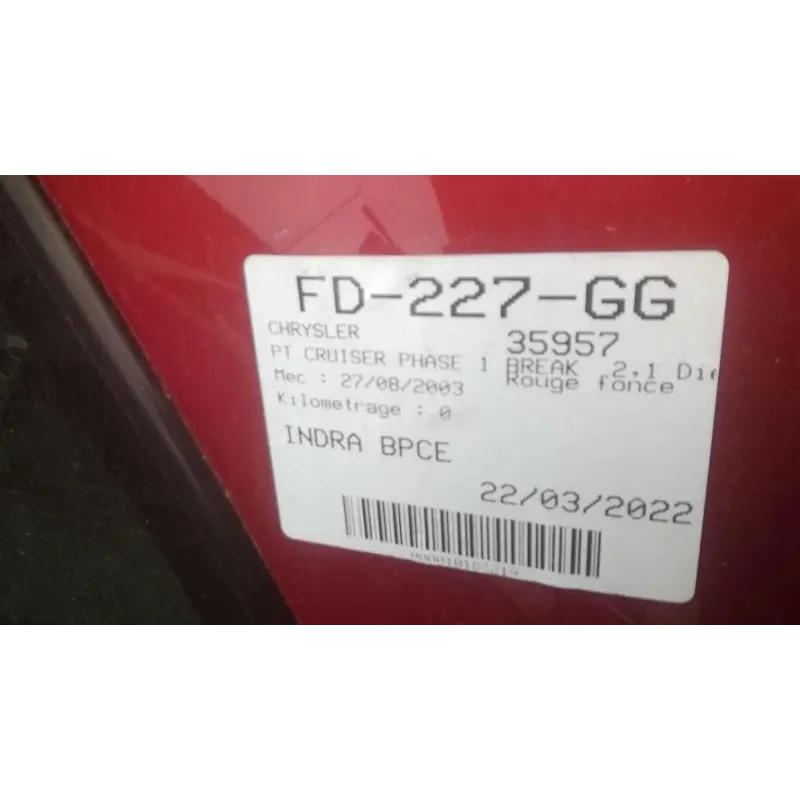 FD-227-GG
CHRYSLER 35957
PT CRUISER PHASE 1 BREAK 2.1 Die
Mec : 27/08/2003 Rouge fonce
Kilometrage : 0
INDRA BPCE
22/03/2022